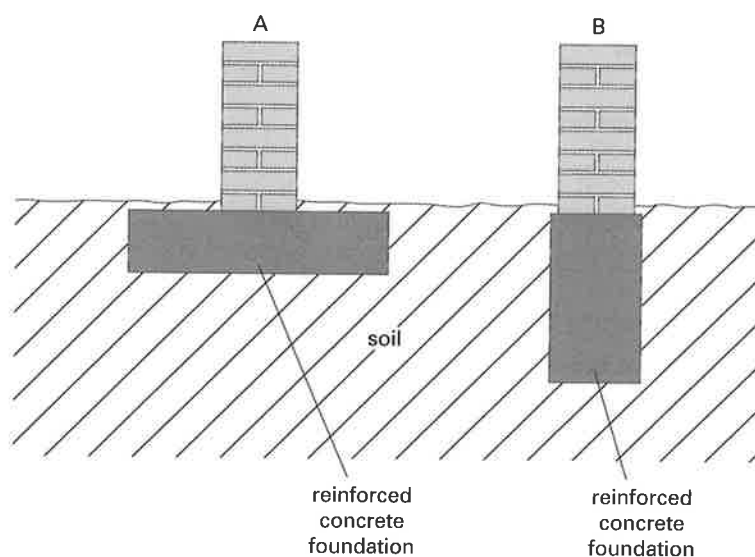 A
B
soil
reinforced
concrete
foundation
reinforced
concrete
foundation